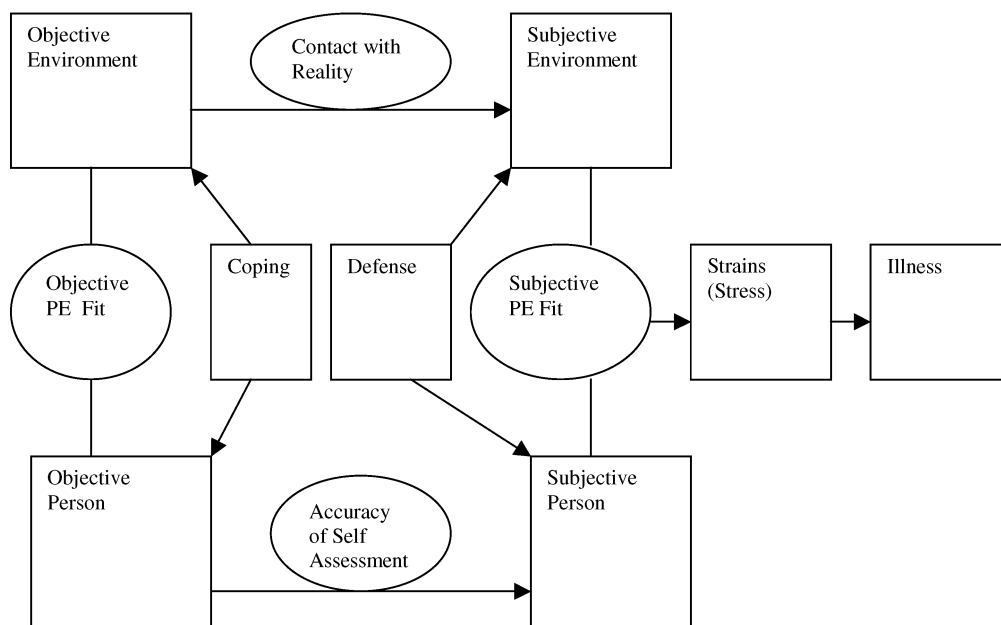 Objective
Environment
Contact with
Reality
Subjective
Environment
Objective
PE Fit
Coping
Defense
Subjective
PE Fit
Strains
(Stress)
Illness
Objective
Person
Accuracy
of Self
Assessment
Subjective
Person